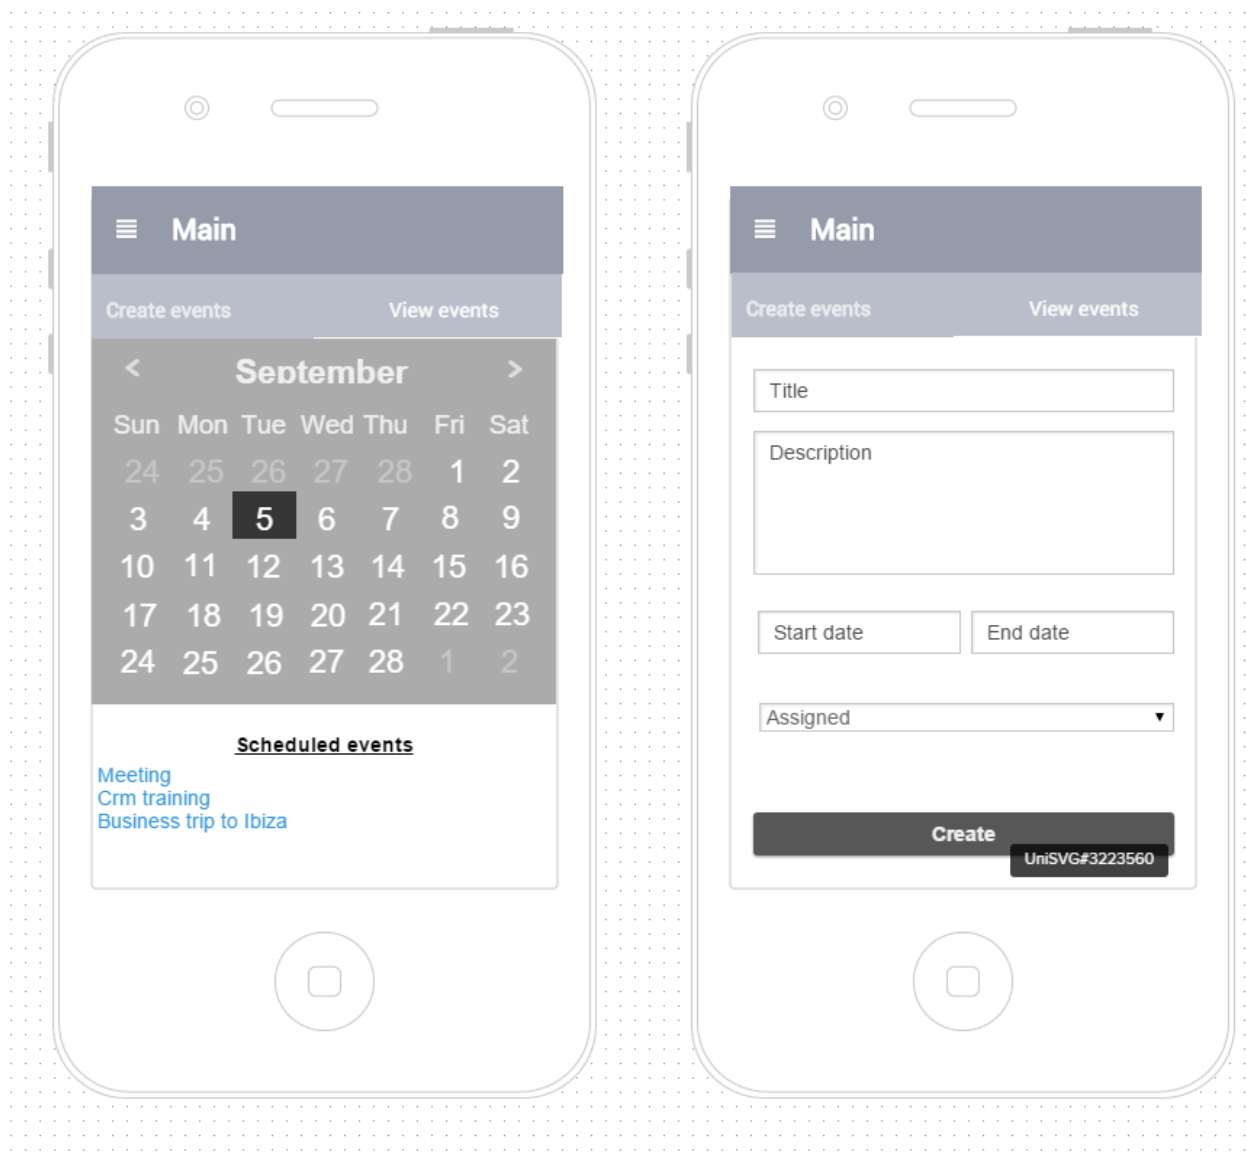 Main
Create events View events
< September >
Sun Mon Tue Wed Thu Fri Sat
24 25 26 27 28 1 2
3 4 5 6 7 8 9
10 11 12 13 14 15 16
17 18 19 20 21 22 23
24 25 26 27 28 1 2
Scheduled events
Meeting
Crm training
Business trip to Ibiza
Main
Create events View events
Title
Description
Start date End date
Assigned
Create
UniSVG#3223560